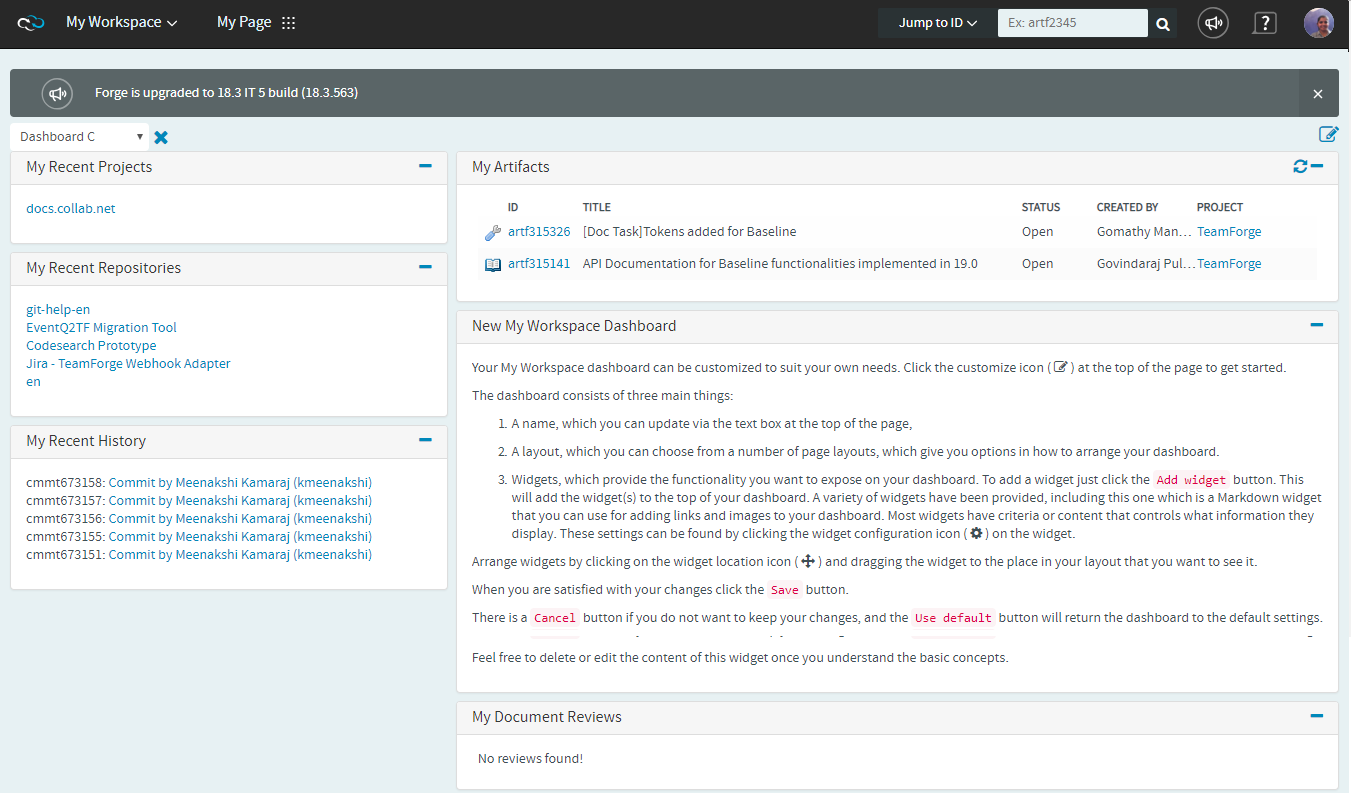 My Workspace
My Page
Jump to ID
Ex: artf2345
?
Forge is upgraded to 18.3 IT 5 build (18.3.563)
Dashboard C
My Recent Projects
docs.collab.net
My Recent Repositories
git-help-en
EventQ2TF Migration Tool
Codesearch Prototype
Jira - TeamForge Webhook Adapter
en
My Recent History
cmmt673158: Commit by Meenakshi Kamaraj (kmeenakshi)
cmmt673157: Commit by Meenakshi Kamaraj (kmeenakshi)
cmmt673156: Commit by Meenakshi Kamaraj (kmeenakshi)
cmmt673155: Commit by Meenakshi Kamaraj (kmeenakshi)
cmmt673151: Commit by Meenakshi Kamaraj (kmeenakshi)
My Artifacts
ID TITLE STATUS CREATED BY PROJECT
artf315326 [Doc Task]Tokens added for Baseline Open Gomathy Man... TeamForge
artf315141 API Documentation for Baseline functionalities implemented in 19.0 Open Govindaraj Pul... TeamForge
New My Workspace Dashboard
Your My Workspace dashboard can be customized to suit your own needs. Click the customize icon ( ) at the top of the page to get started.
The dashboard consists of three main things:
1. A name, which you can update via the text box at the top of the page,
2. A layout, which you can choose from a number of page layouts, which give you options in how to arrange your dashboard.
3. Widgets, which provide the functionality you want to expose on your dashboard. To add a widget just click the Add widget button. This
will add the widget(s) to the top of your dashboard. A variety of widgets have been provided, including this one which is a Markdown widget
that you can use for adding links and images to your dashboard. Most widgets have criteria or content that controls what information they
display. These settings can be found by clicking the widget configuration icon ( ) on the widget.
Arrange widgets by clicking on the widget location icon ( ) and dragging the widget to the place in your layout that you want to see it.
When you are satisfied with your changes click the Save button.
There is a Cancel button if you do not want to keep your changes, and the Use default button will return the dashboard to the default settings.
Feel free to delete or edit the content of this widget once you understand the basic concepts.
My Document Reviews
No reviews found!